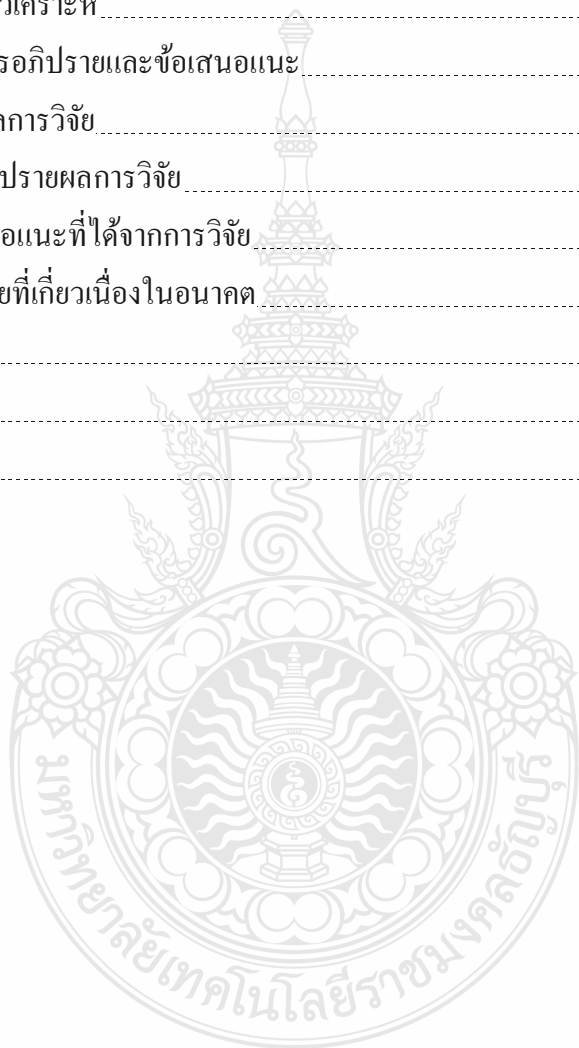 วิเคราะห์
รอภิปรายและข้อเสนอแนะ
ลการวิจัย
ปรายผลการวิจัย
อแนะที่ได้จากการวิจัย
ยที่เกี่ยวเนื่องในอนาคต
มหาวิทยาลัยเทคโนโลยีราชมงคลธัญบุรี